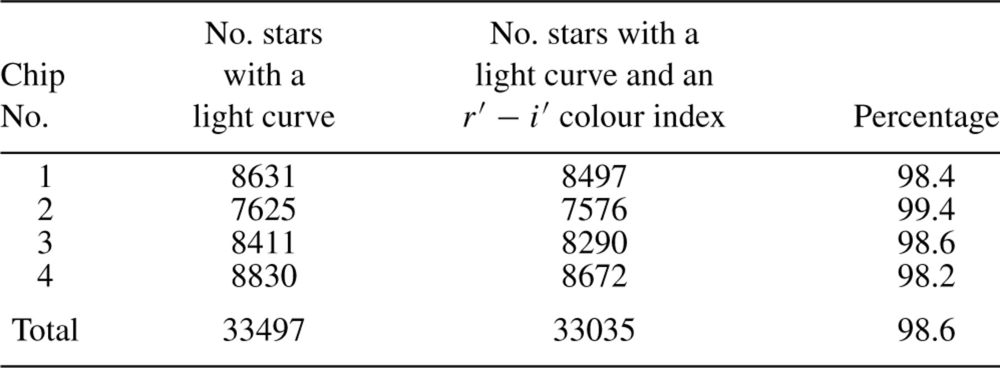 No. stars No. stars with a
Chip with a light curve and an
No. light curve r′ − i′ colour index Percentage
1 8631 8497 98.4
2 7625 7576 99.4
3 8411 8290 98.6
4 8830 8672 98.2
Total 33497 33035 98.6